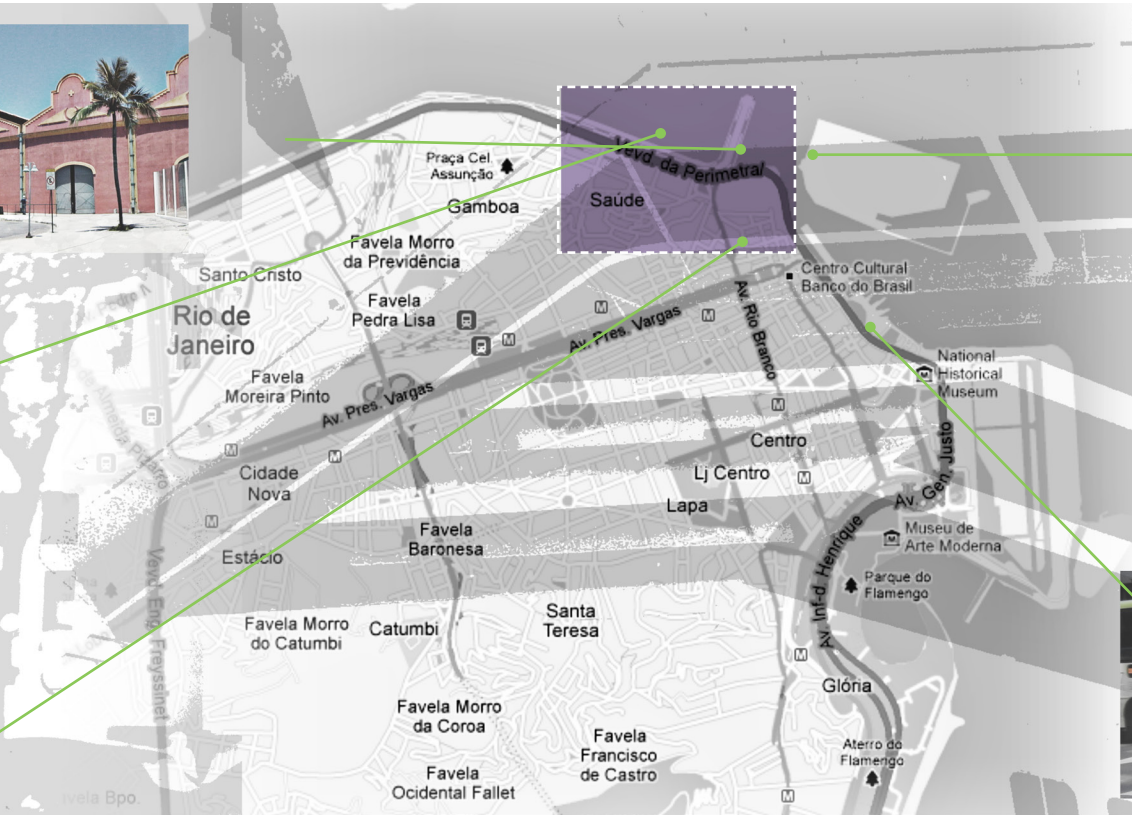 Vevd. da Perimetral
Praça Cel.
Assunção
Gamboa
Saúde
Favela Morro
da Previdência
Santo Cristo
Centro Cultural
Banco do Brasil
Favela
Pedra Lisa
Rio de
Janeiro
M
M
M
Av. Pres. Vargas
Av. Rio Branco
National
Historical
Museum
Favela
Moreira Pinto
Av. Pres. Vargas
M
Centro
M
M
Lj Centro
M
Cidade
Nova
Av. Gen. Justo
Lapa
M
Favela
Baronesa
Museu de
Arte Moderna
Estácio
Av. Inf-d. Henrique
Parque do
Flamengo
Santa
Teresa
Favela Morro
do Catumbi
Catumbi
Vevd Eng. Freyssinet
M
Glória
Favela Morro
da Coroa
Favela
Francisco
de Castro
Aterro do
Flamengo
Favela
Ocidental Fallet
M
Bpo.